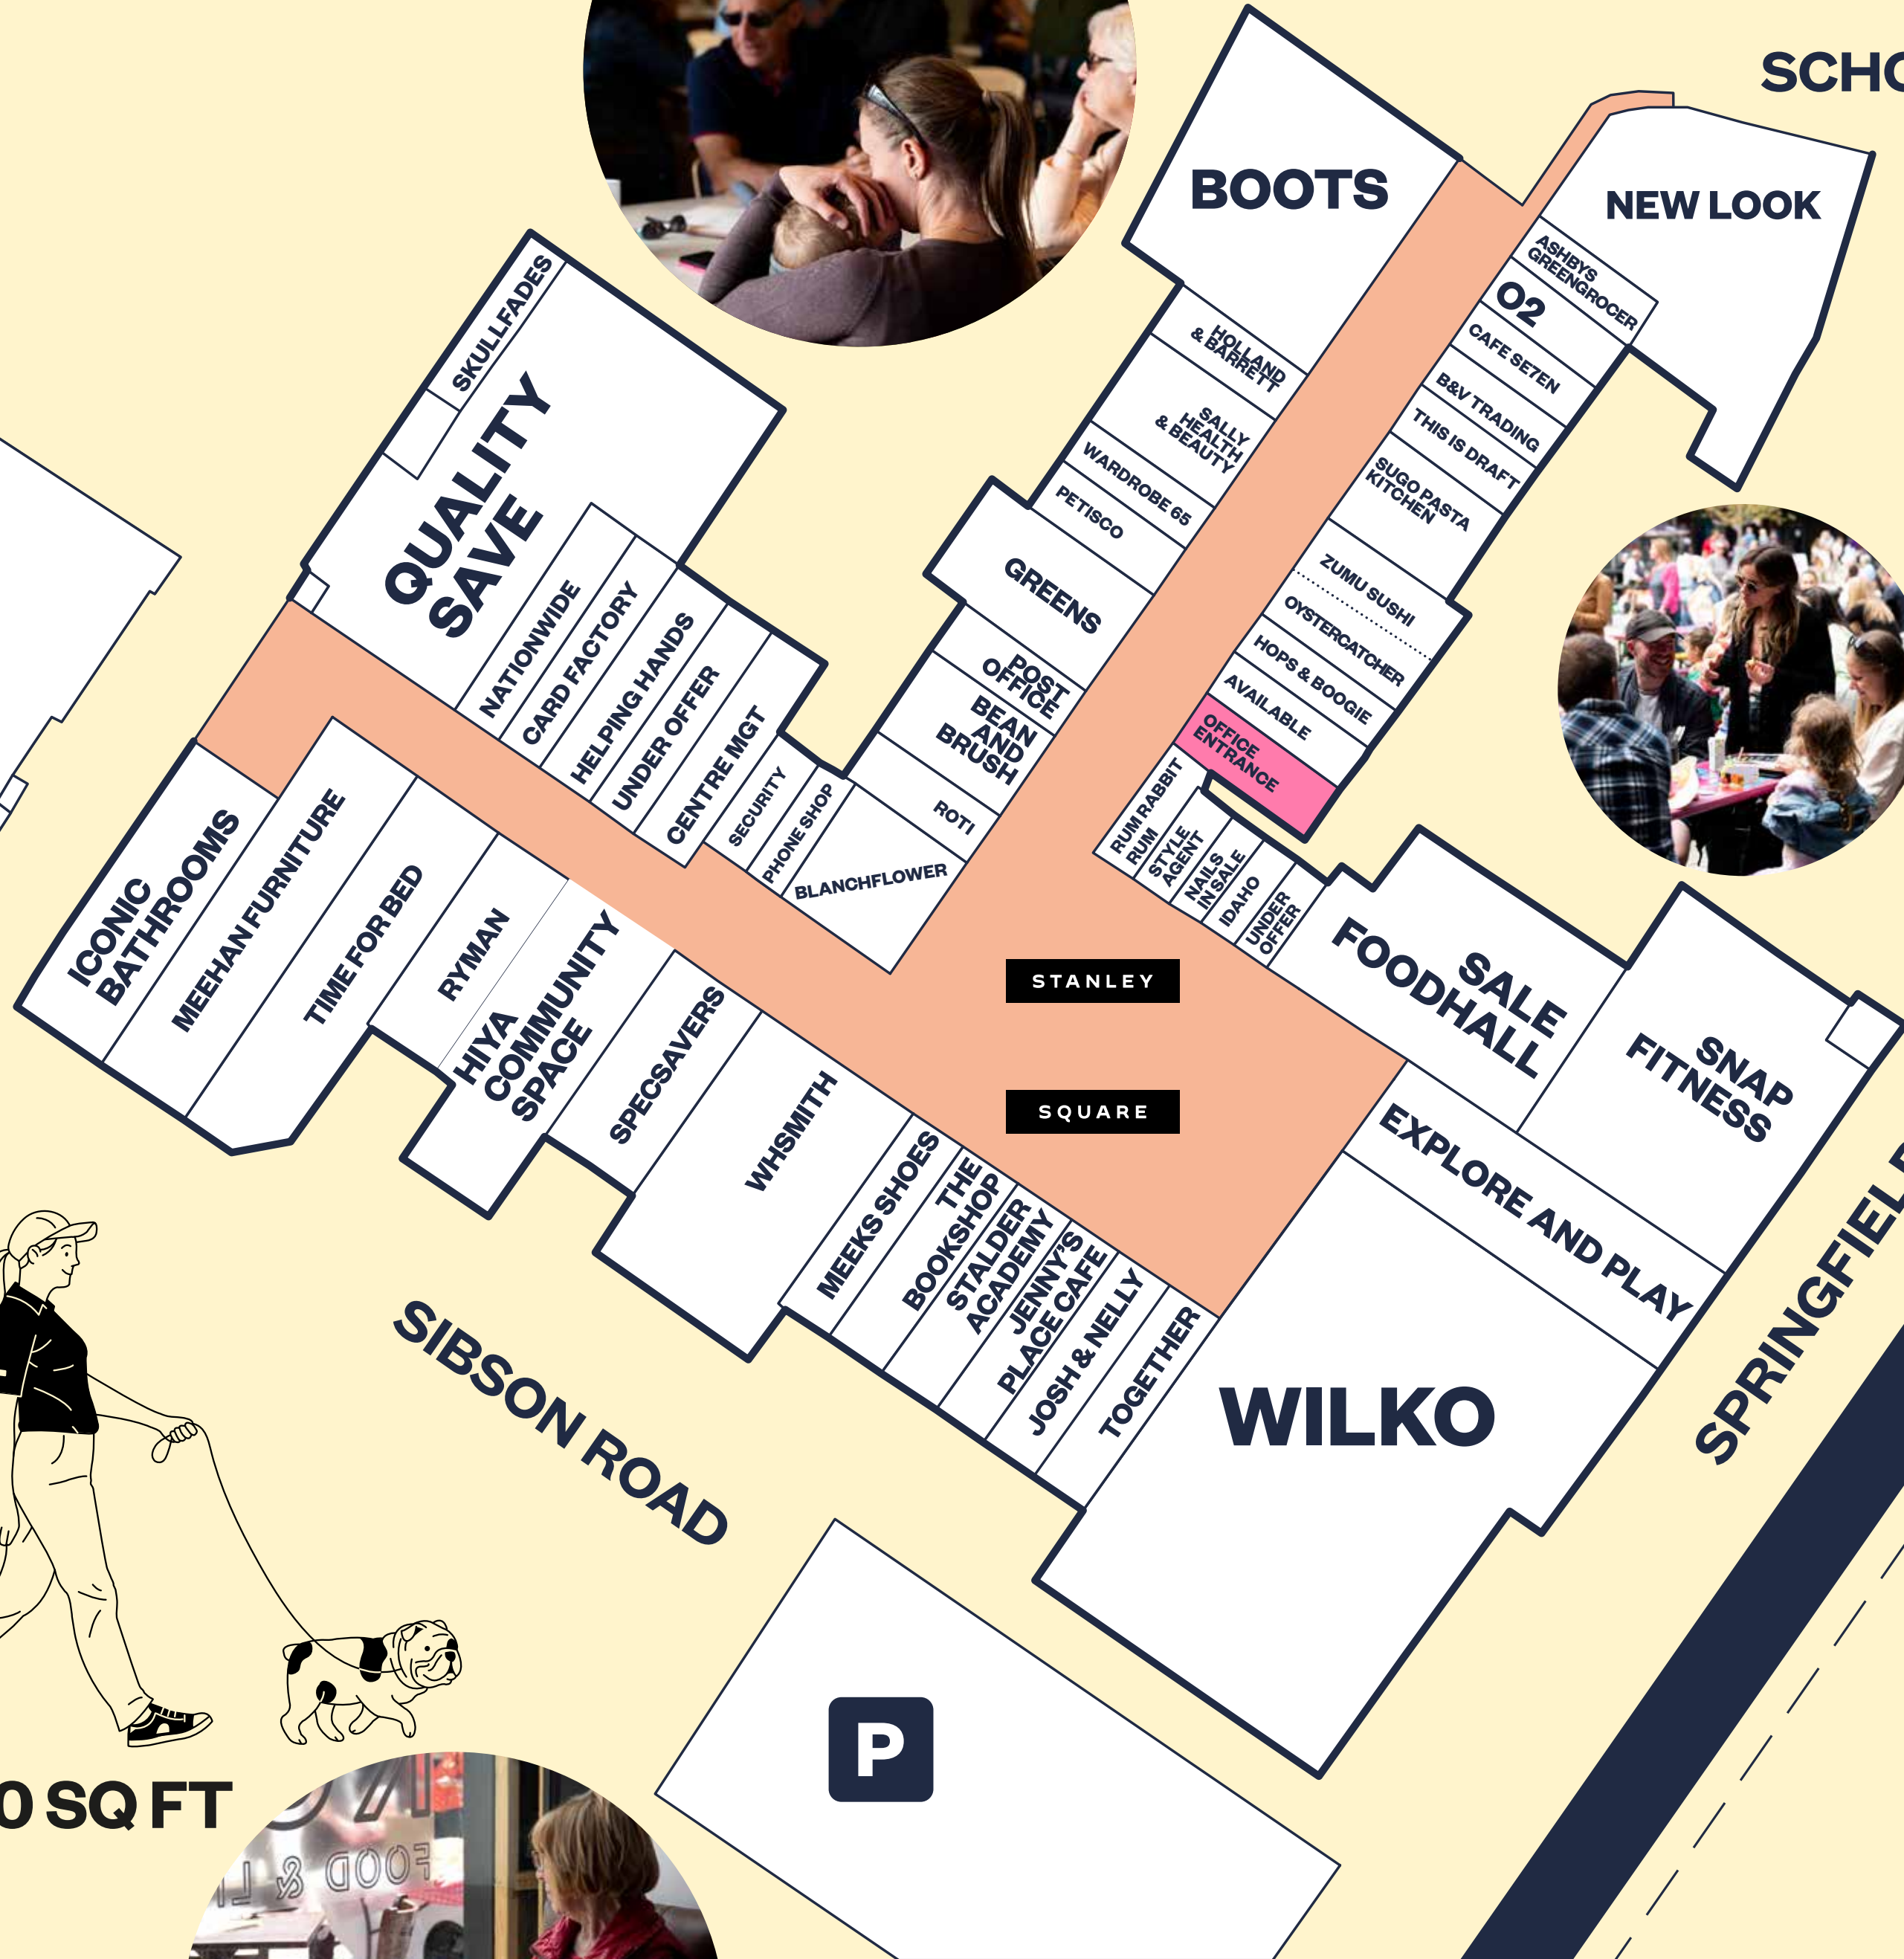 SCHO
BOOTS
NEW LOOK
ASHBYS
GREENGROCER
O2
CAFE SE7EN
B&V TRADING
THIS IS DRAFT
SUGO PASTA
KITCHEN
ZUMU SUSHI
OYSTERCATCHER
HOPS & BOOGIE
AVAILABLE
OFFICE
ENTRANCE
HOLLAND
& BARRETT
SALLY
HEALTH
& BEAUTY
WARDROBE 65
PETISCO
GREENS
POST
OFFICE
BEAN
AND
BRUSH
ROTI
BLANCHFLOWER
SKULLFADES
QUALITY
SAVE
NATIONWIDE
CARD FACTORY
HELPING HANDS
UNDER OFFER
CENTRE MGT
SECURITY
PHONE SHOP
RUM RABBIT
RUM
STYLE
AGENT
NAILS
IN SALE
IDAHO
UNDER
OFFER
SALE
FOODHALL
SNAP
FITNESS
EXPLORE AND PLAY
STANLEY
SQUARE
ICONIC
BATHROOMS
MEEHAN FURNITURE
TIME FOR BED
RYMAN
HIYA
COMMUNITY
SPACE
SPECSAVERS
WHSMITH
MEEKS SHOES
THE
BOOKSHOP
STALDER
ACADEMY
JENNY'S
PLACE CAFE
JOSH & NELLY
TOGETHER
WILKO
SIBSON ROAD
SPRINGFIEL
P
0 SQ FT
FOOD &